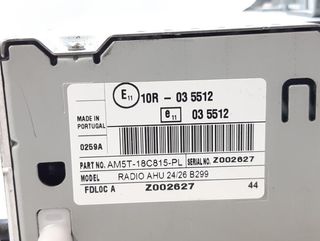 E11 10R - 03 5512
e11 03 5512
MADE IN
PORTUGAL
0259A
PART NO. AM5T-18C815-PL SERIAL NO. Z002627
MODEL RADIO AHU 24/26 B299
FDLOC A Z002627 44